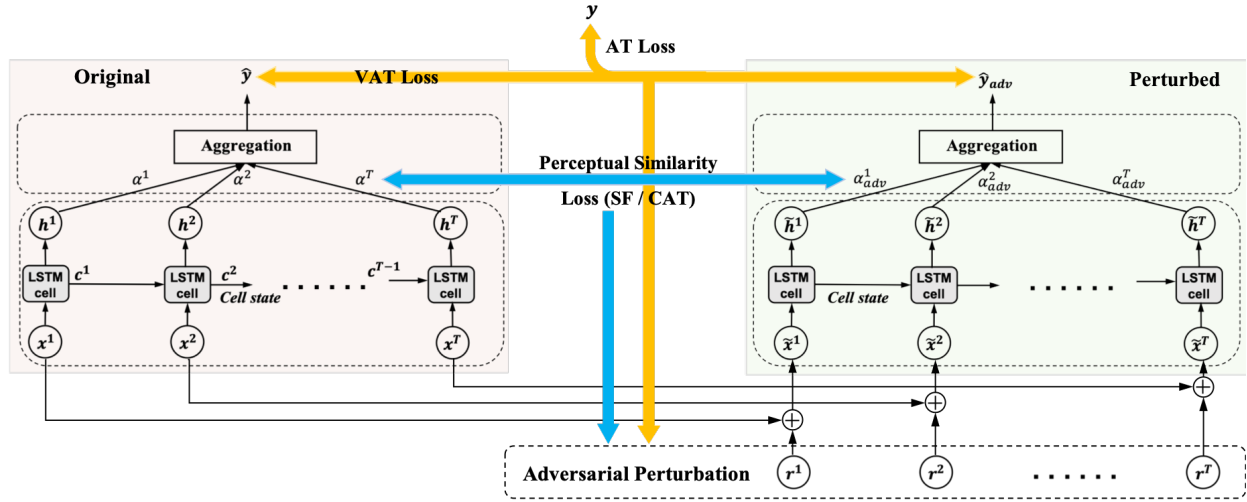 y
AT Loss
Original
ŷ
VAT Loss
ŷ_adv
Perturbed
Aggregation
Aggregation
Perceptual Similarity
Loss (SF / CAT)
α^1
α^2
α^T
α^1_adv
α^2_adv
α^T_adv
h^1
h^2
h^T
h̃^1
h̃^2
h̃^T
LSTM
cell
c^1
LSTM
cell
c^2
Cell state
. . . . . .
c^{T-1}
LSTM
cell
LSTM
cell
Cell state
LSTM
cell
. . . . . .
LSTM
cell
x^1
x^2
x^T
x̃^1
x̃^2
x̃^T
+
+
+
Adversarial Perturbation
r^1
r^2
. . . . . .
r^T